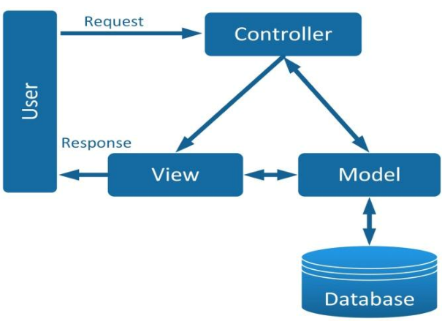 Request
Controller
User
Response
View
Model
Database